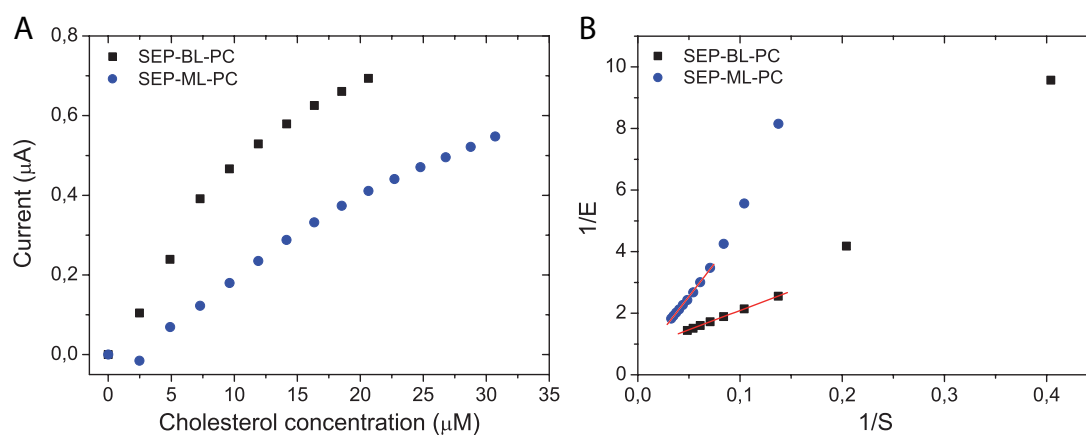 A
SEP-BL-PC
SEP-ML-PC
0,8
0,6
0,4
0,2
0,0
Current (μA)
0 5 10 15 20 25 30 35
Cholesterol concentration (μM)
B
SEP-BL-PC
SEP-ML-PC
10
8
6
4
2
0
1/E
0,0 0,1 0,2 0,3 0,4
1/S